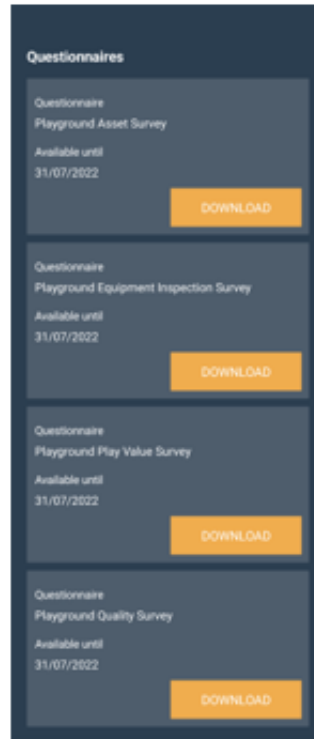 Questionnaires
Questionnaire
Playground Asset Survey
Available until
31/07/2022
DOWNLOAD
Questionnaire
Playground Equipment Inspection Survey
Available until
31/07/2022
DOWNLOAD
Questionnaire
Playground Play Value Survey
Available until
31/07/2022
DOWNLOAD
Questionnaire
Playground Quality Survey
Available until
31/07/2022
DOWNLOAD